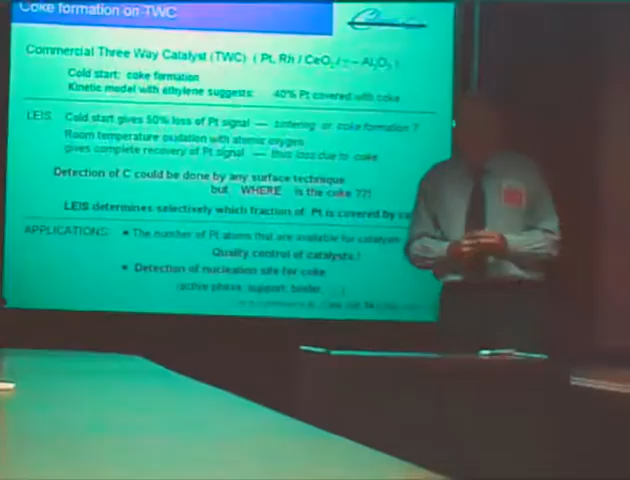 Coke formation on TWC
Commercial Three Way Catalyst (TWC) ( Pt, Rh / CeO2 / γ – Al2O3 )
Cold start: coke formation
Kinetic model with ethylene suggests: 40% Pt covered with coke
LEIS: Cold start gives 50% loss of Pt signal — sintering or coke formation ?
Room temperature oxidation with atomic oxygen
gives complete recovery of Pt signal — thus loss due to coke
Detection of C could be done by any surface technique
but WHERE is the coke ??!
LEIS determines selectively which fraction of Pt is covered by
APPLICATIONS: • The number of Pt atoms that are available for catalysis
Quality control of catalysts !
• Detection of nucleation site for coke
(active phase, support, binder,